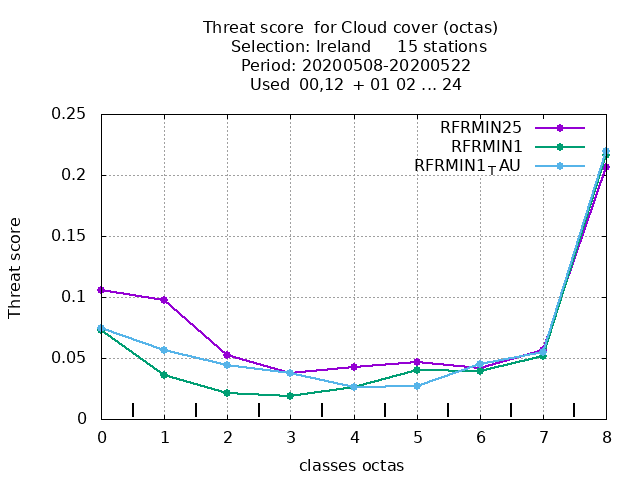 Threat score  for Cloud cover (octas)
Selection: Ireland     15 stations
Period: 20200508-20200522
Used  00,12  + 01 02 ... 24
RFRMIN25
RFRMIN1
RFRMIN1TAU
Threat score
0.25
0.2
0.15
0.1
0.05
0
0 1 2 3 4 5 6 7 8
classes octas